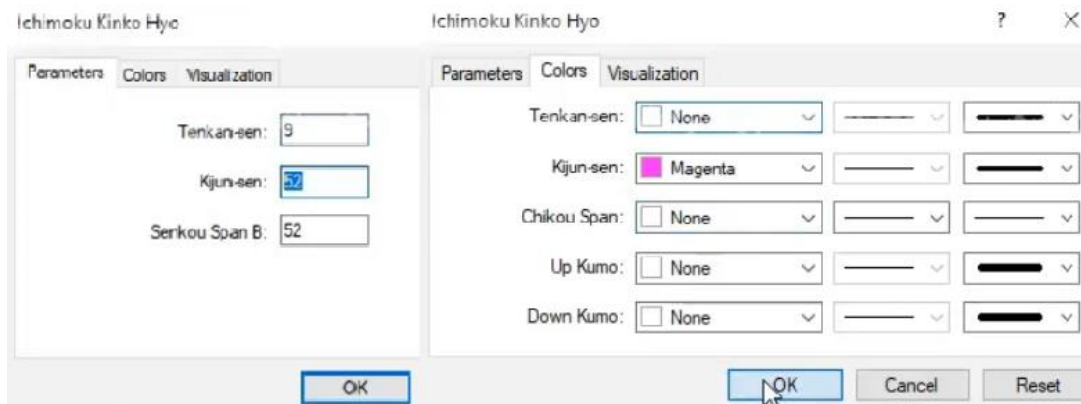 Ichimoku Kinko Hyo
Parameters Colors Visualization
Tenkan-sen: 9
Kijun-sen: 52
Senkou Span B: 52
OK
Ichimoku Kinko Hyo ? X
Parameters Colors Visualization
Tenkan-sen: None
Kijun-sen: Magenta
Chikou Span: None
Up Kumo: None
Down Kumo: None
OK Cancel Reset